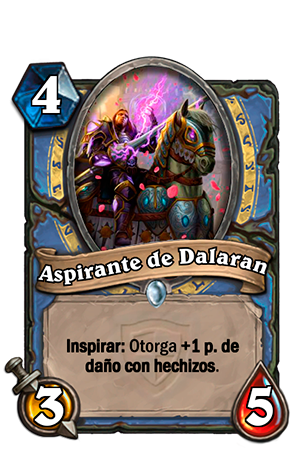 4
Aspirante de Dalaran
Inspirar: Otorga +1 p. de
daño con hechizos.
3
5